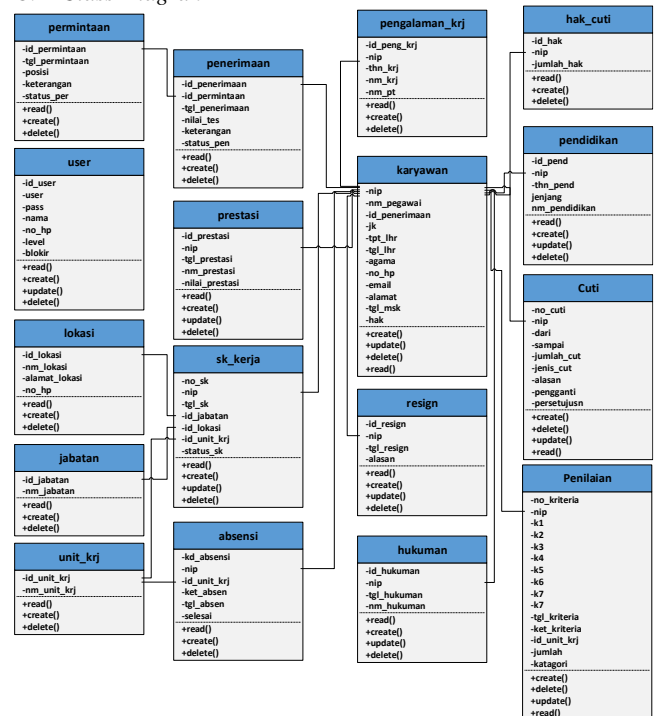 permintaan
-id_permintaan
-tgl_permintaan
-posisi
-keterangan
-status_per
+read()
+create()
+delete()
user
-id_user
-user
-pass
-nama
-no_hp
-level
-blokir
+read()
+create()
+update()
+delete()
lokasi
-id_lokasi
-nm_lokasi
-alamat_lokasi
-no_hp
+read()
+create()
+delete()
jabatan
-id_jabatan
-nm_jabatan
+read()
+create()
+delete()
unit_krj
-id_unit_krj
-nm_unit_krj
+read()
+create()
+delete()
penerimaan
-id_penerimaan
-id_permintaan
-tgl_penerimaan
-nilai_tes
-keterangan
-status_pen
+read()
+create()
+delete()
prestasi
-id_prestasi
-nip
-tgl_prestasi
-nm_prestasi
-nilai_prestasi
+read()
+create()
+update()
+delete()
sk_kerja
-no_sk
-nip
-tgl_sk
-id_jabatan
-id_lokasi
-id_unit_krj
-status_sk
+read()
+create()
+update()
+delete()
absensi
-kd_absensi
-nip
-id_unit_krj
-ket_absen
-tgl_absen
-selesai
+read()
+create()
+delete()
pengalaman_krj
-id_peng_krj
-nip
-thn_krj
-nm_krj
-nm_pt
+read()
+create()
+delete()
karyawan
-nip
-nm_pegawai
-id_penerimaan
-jk
-tpt_lhr
-tgl_lhr
-agama
-no_hp
-email
-alamat
-tgl_msk
-hak
+create()
+update()
+delete()
+read()
resign
-id_resign
-nip
-tgl_resign
-alasan
+read()
+create()
+update()
+delete()
hukuman
-id_hukuman
-nip
-tgl_hukuman
-nm_hukuman
+read()
+create()
+update()
+delete()
hak_cuti
-id_hak
-nip
-jumlah_hak
+read()
+create()
+delete()
pendidikan
-id_pend
-nip
-thn_pend
jenjang
nm_pendidikan
+read()
+create()
+update()
+delete()
Cuti
-no_cuti
-nip
-dari
-sampai
-jumlah_cut
-jenis_cut
-alasan
-pengganti
-persetujusn
+create()
+delete()
+update()
+read()
Penilaian
-no_kriteria
-nip
-k1
-k2
-k3
-k4
-k5
-k6
-k7
-k7
-tgl_kriteria
-ket_kriteria
-id_unit_krj
-jumlah
-katagori
+create()
+delete()
+update()
+read()